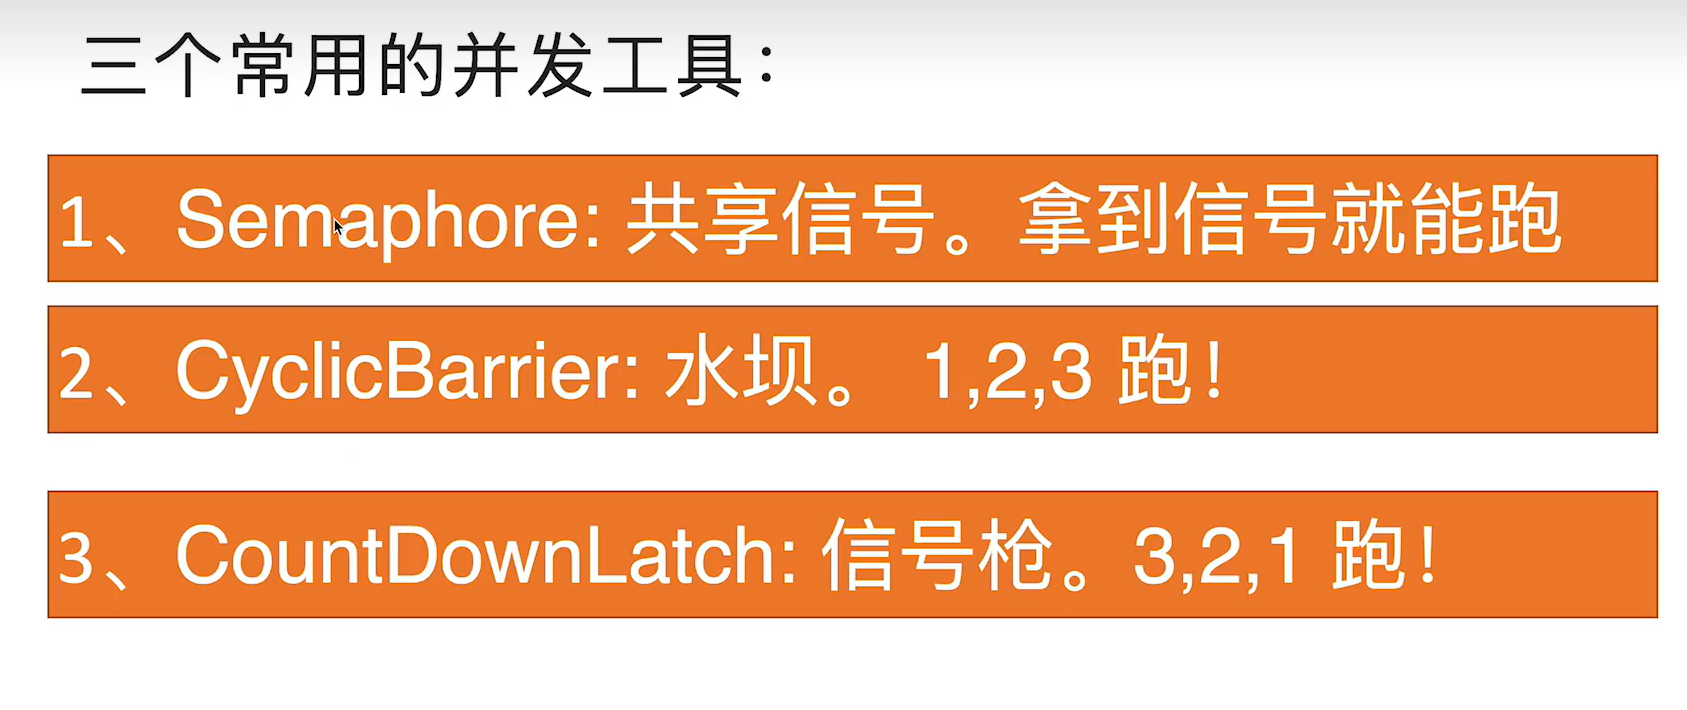 三个常用的并发工具：
1、Semaphore: 共享信号。拿到信号就能跑
2、CyclicBarrier: 水坝。 1,2,3 跑！
3、CountDownLatch: 信号枪。3,2,1 跑！